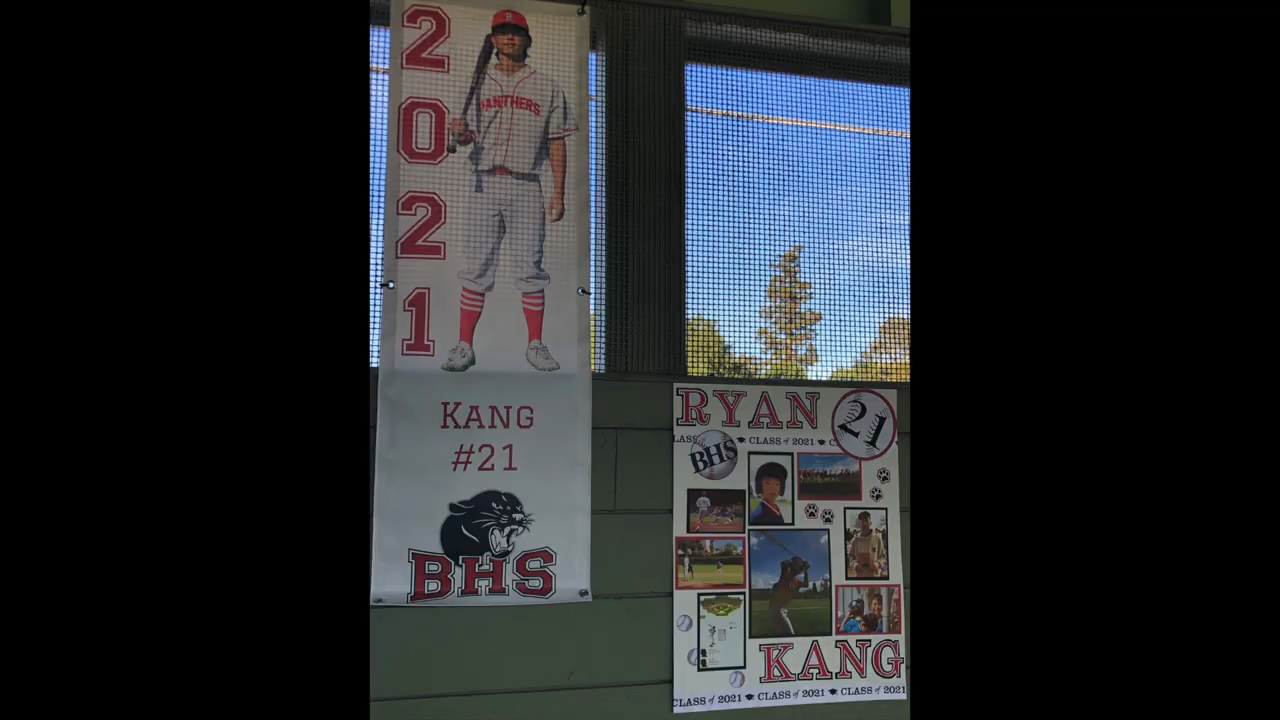 2
0
2
1
B
PANTHERS
KANG
#21
BHS
RYAN
21
CLASS of 2021
BHS
KANG
CLASS of 2021 CLASS of 2021 CLASS of 2021